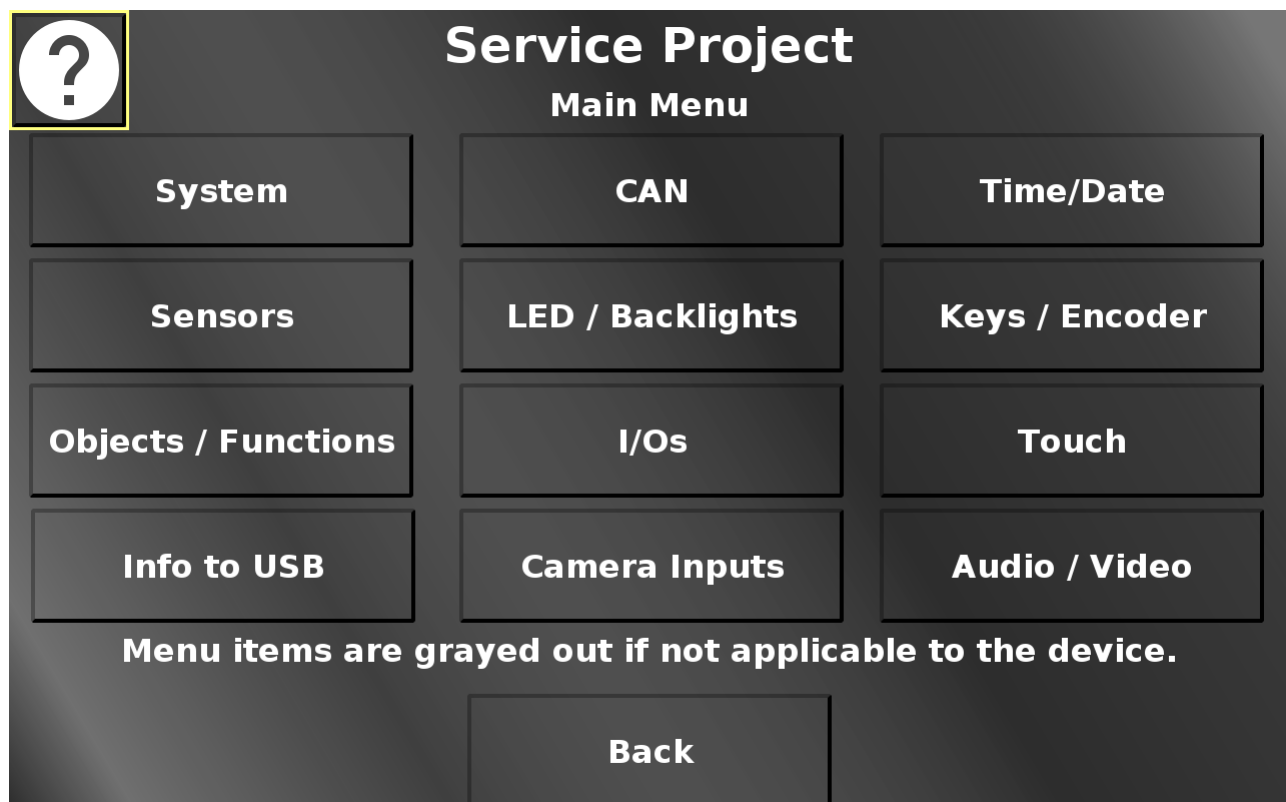 ?
Service Project
Main Menu
System
CAN
Time/Date
Sensors
LED / Backlights
Keys / Encoder
Objects / Functions
I/Os
Touch
Info to USB
Camera Inputs
Audio / Video
Menu items are grayed out if not applicable to the device.
Back